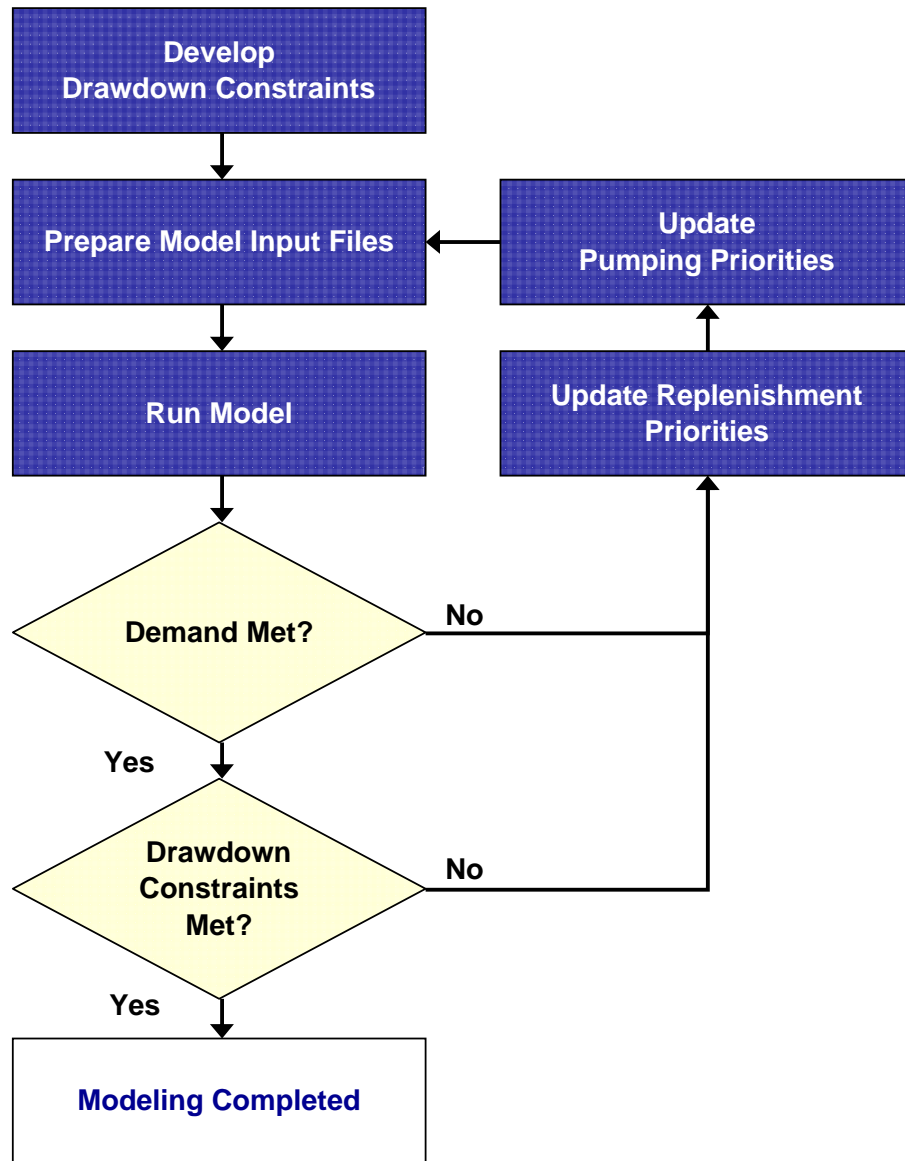 Develop
Drawdown Constraints
Prepare Model Input Files
Update
Pumping Priorities
Run Model
Update Replenishment
Priorities
Demand Met?
No
Yes
Drawdown
Constraints
Met?
No
Yes
Modeling Completed